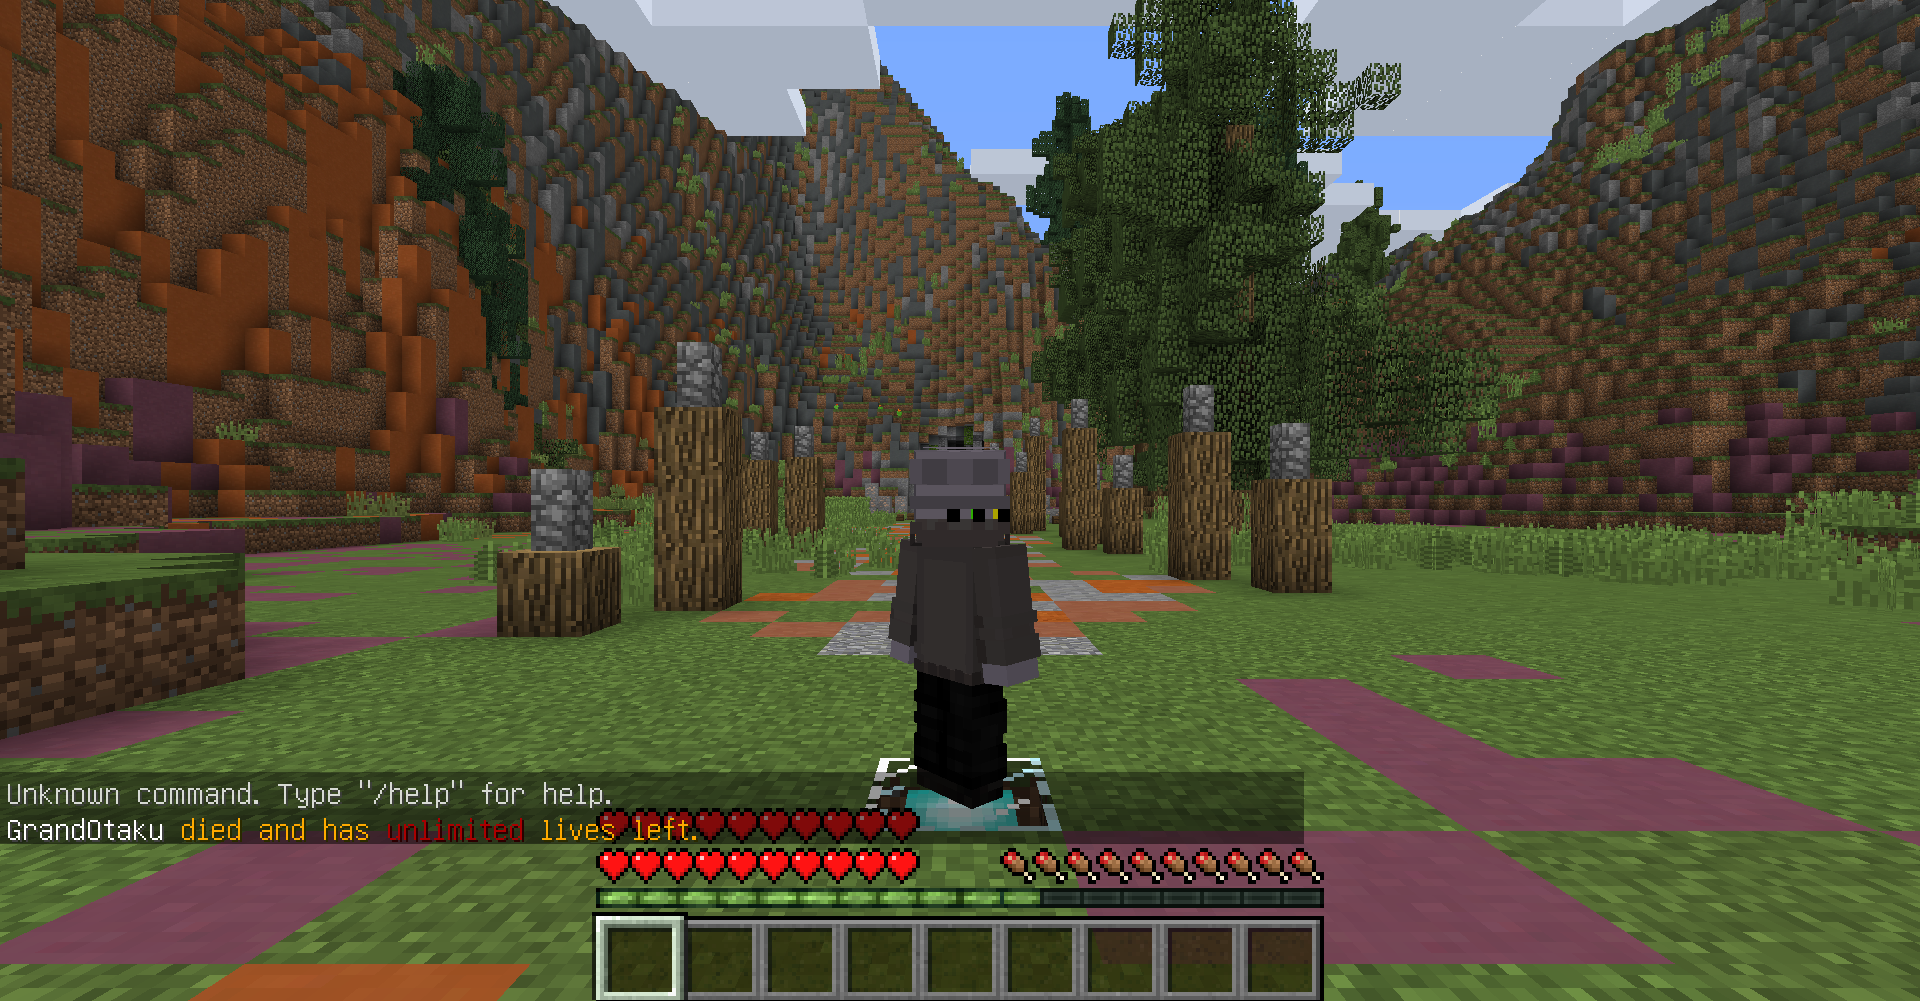 Unknown command. Type "/help" for help.
GrandOtaku died and has unlimited lives left.